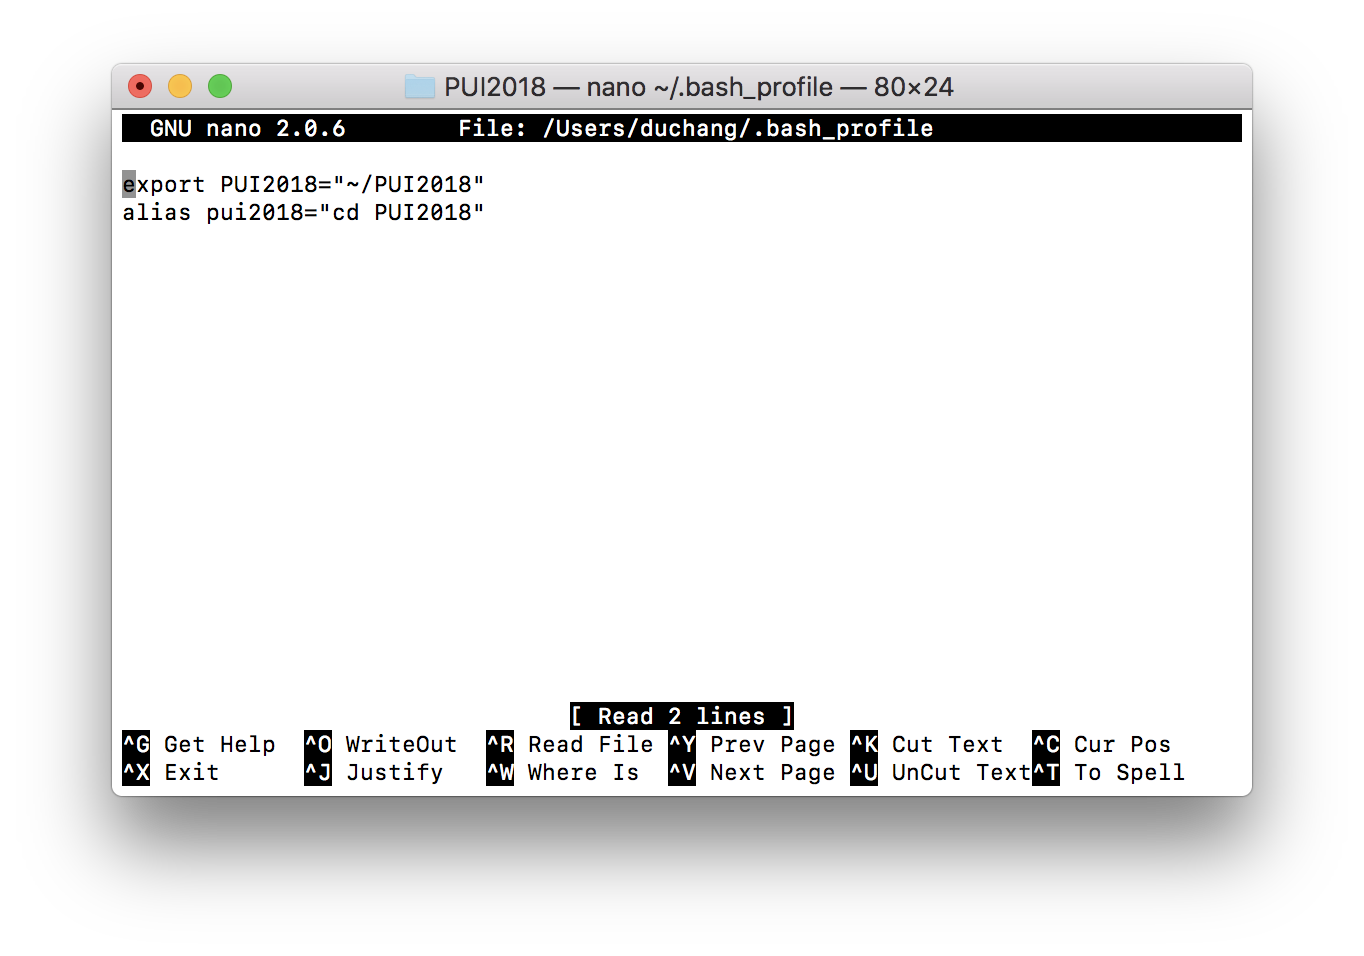 PUI2018 — nano ~/.bash_profile — 80×24
GNU nano 2.0.6 File: /Users/duchang/.bash_profile
export PUI2018="~/PUI2018"
alias pui2018="cd PUI2018"
[ Read 2 lines ]
^G Get Help ^O WriteOut ^R Read File ^Y Prev Page ^K Cut Text ^C Cur Pos
^X Exit ^J Justify ^W Where Is ^V Next Page ^U UnCut Text ^T To Spell